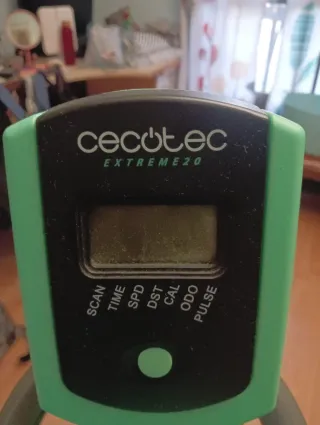 cecotec
EXTREME20
SCAN
TIME
SPD
DST
CAL
ODO
PULSE